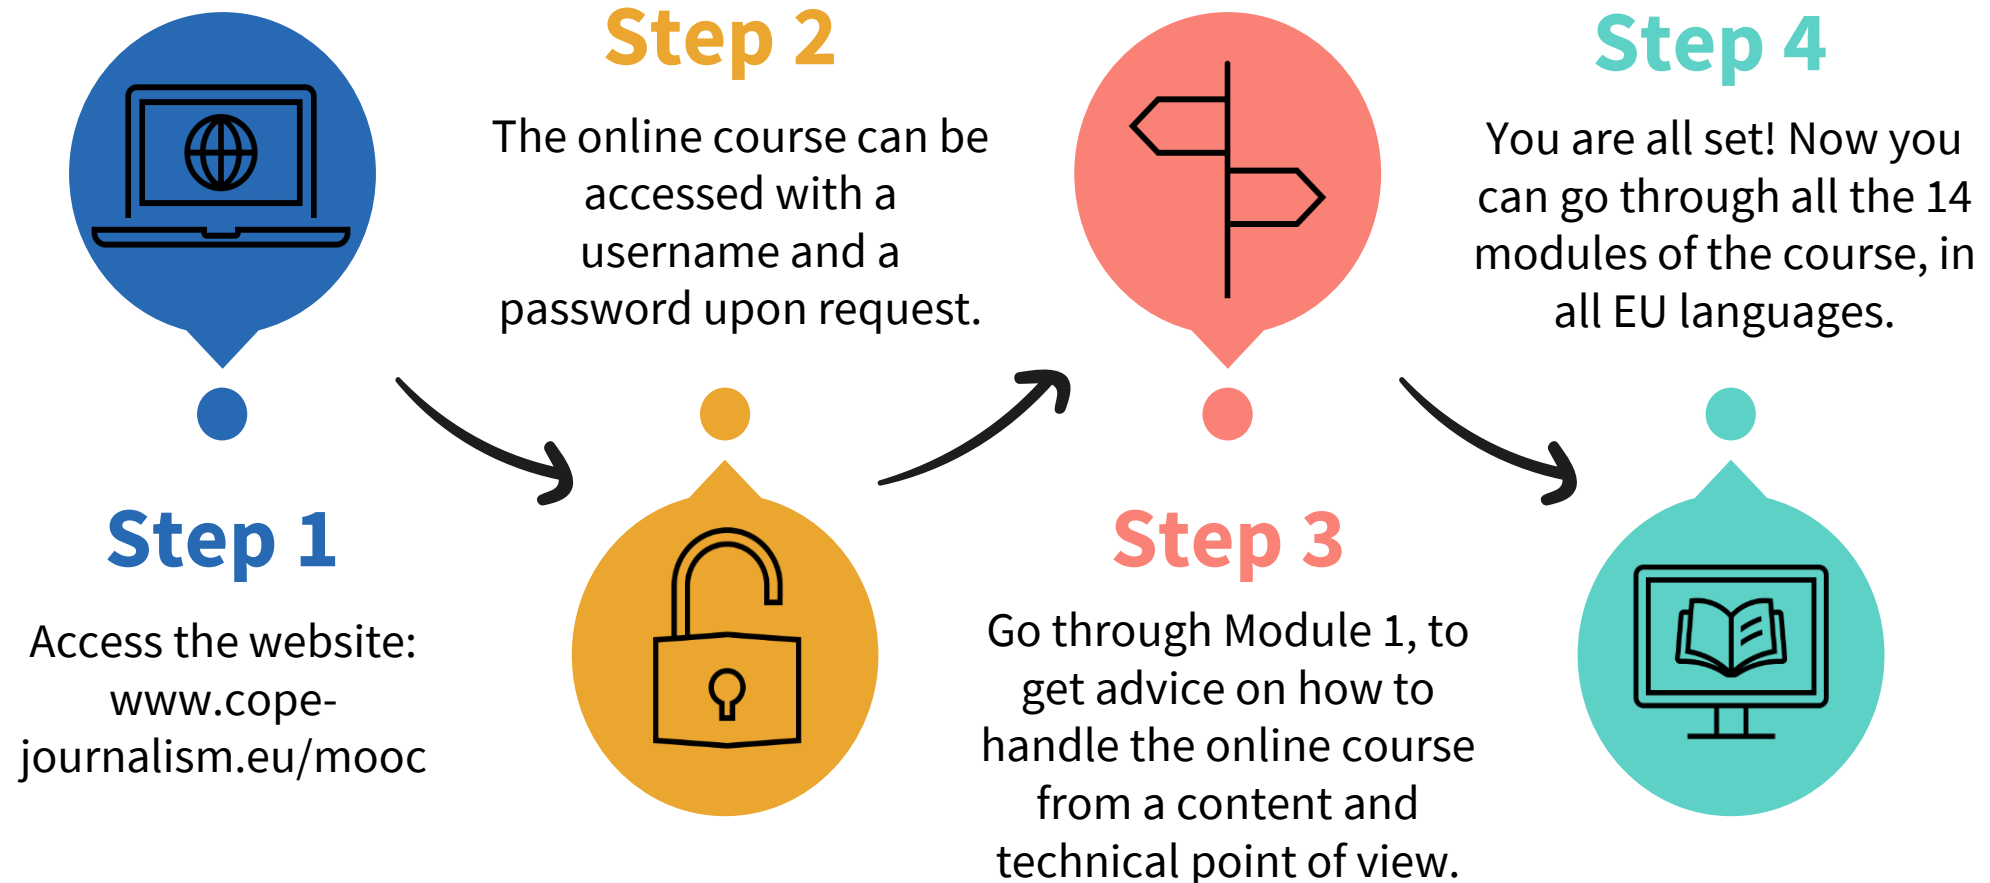 Step 1
Access the website:
www.cope-
journalism.eu/mooc
Step 2
The online course can be
accessed with a
username and a
password upon request.
Step 3
Go through Module 1, to
get advice on how to
handle the online course
from a content and
technical point of view.
Step 4
You are all set! Now you
can go through all the 14
modules of the course, in
all EU languages.